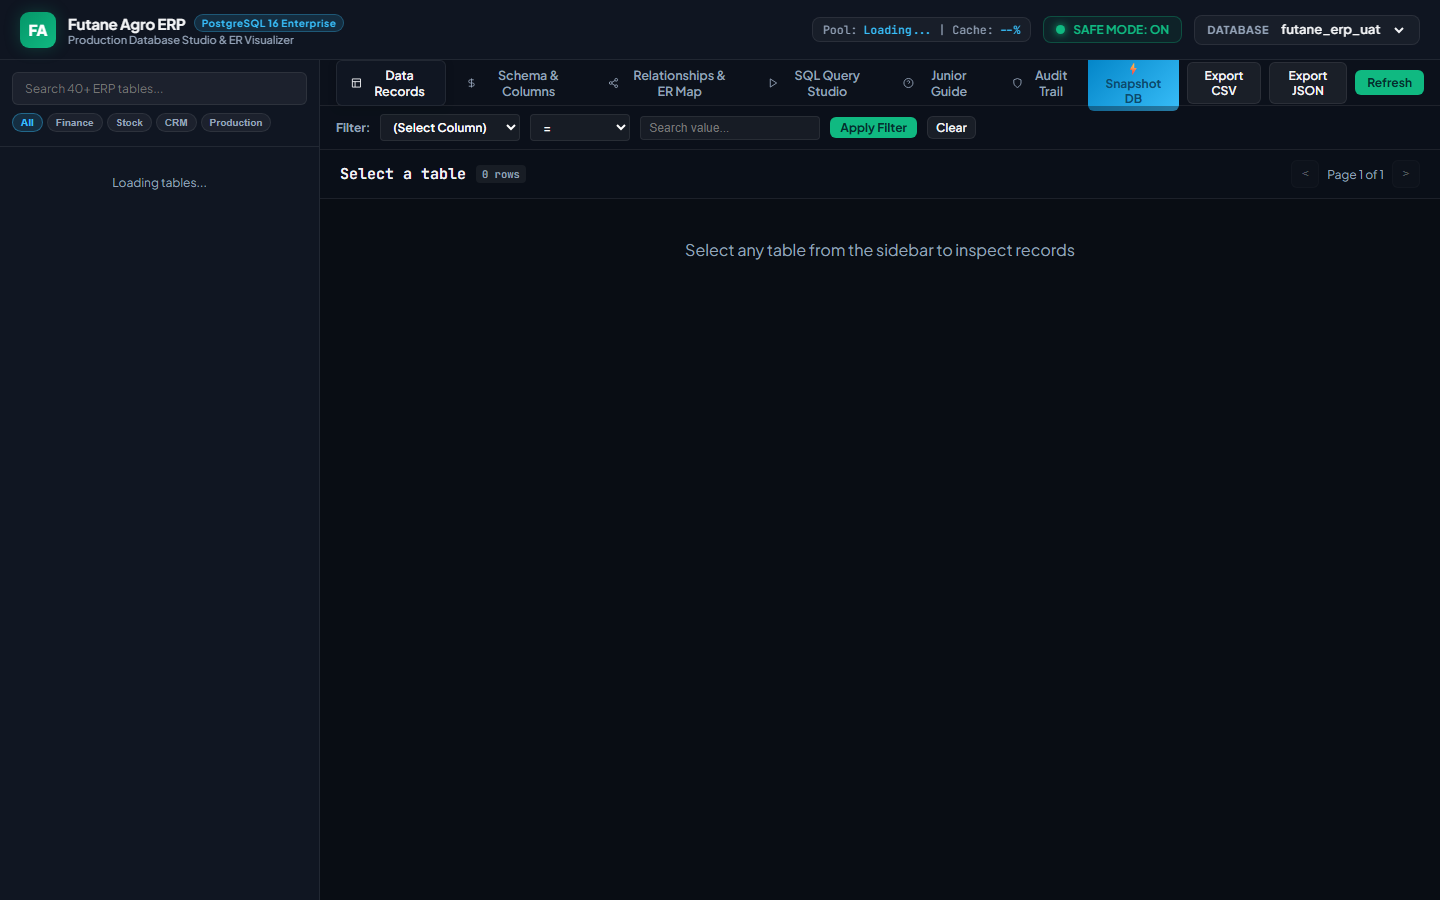 FA
Futane Agro ERP
PostgreSQL 16 Enterprise
Production Database Studio & ER Visualizer
Pool: Loading... | Cache: --%
SAFE MODE: ON
DATABASE futane_erp_uat
Search 40+ ERP tables...
All
Finance
Stock
CRM
Production
Loading tables...
Data
Records
Schema &
Columns
Relationships &
ER Map
SQL Query
Studio
Junior
Guide
Audit
Trail
Snapshot
DB
Export
CSV
Export
JSON
Refresh
Filter:
(Select Column)
=
Search value...
Apply Filter
Clear
Select a table
0 rows
<
Page 1 of 1
>
Select any table from the sidebar to inspect records